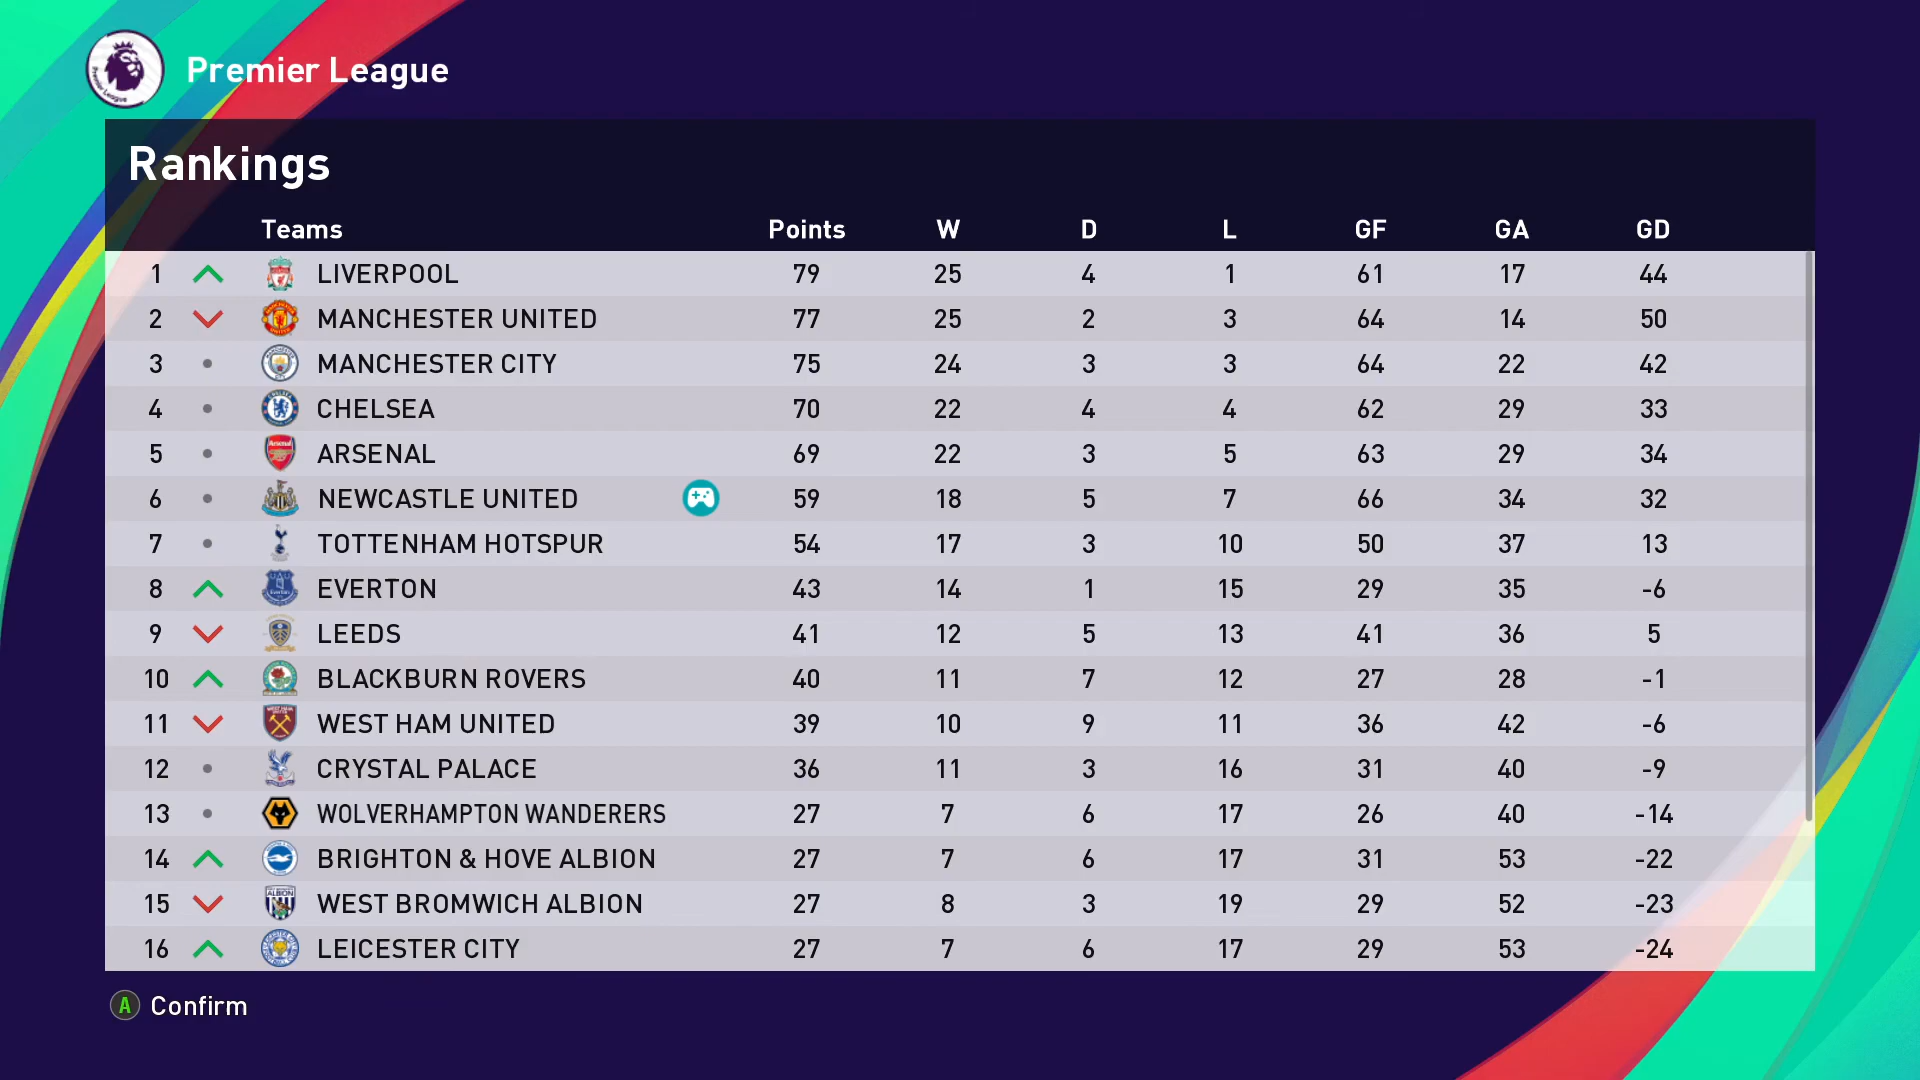 Premier League
Rankings
Teams Points W D L GF GA GD
1 LIVERPOOL 79 25 4 1 61 17 44
2 MANCHESTER UNITED 77 25 2 3 64 14 50
3 MANCHESTER CITY 75 24 3 3 64 22 42
4 CHELSEA 70 22 4 4 62 29 33
5 ARSENAL 69 22 3 5 63 29 34
6 NEWCASTLE UNITED 59 18 5 7 66 34 32
7 TOTTENHAM HOTSPUR 54 17 3 10 50 37 13
8 EVERTON 43 14 1 15 29 35 -6
9 LEEDS 41 12 5 13 41 36 5
10 BLACKBURN ROVERS 40 11 7 12 27 28 -1
11 WEST HAM UNITED 39 10 9 11 36 42 -6
12 CRYSTAL PALACE 36 11 3 16 31 40 -9
13 WOLVERHAMPTON WANDERERS 27 7 6 17 26 40 -14
14 BRIGHTON & HOVE ALBION 27 7 6 17 31 53 -22
15 WEST BROMWICH ALBION 27 8 3 19 29 52 -23
16 LEICESTER CITY 27 7 6 17 29 53 -24
A Confirm